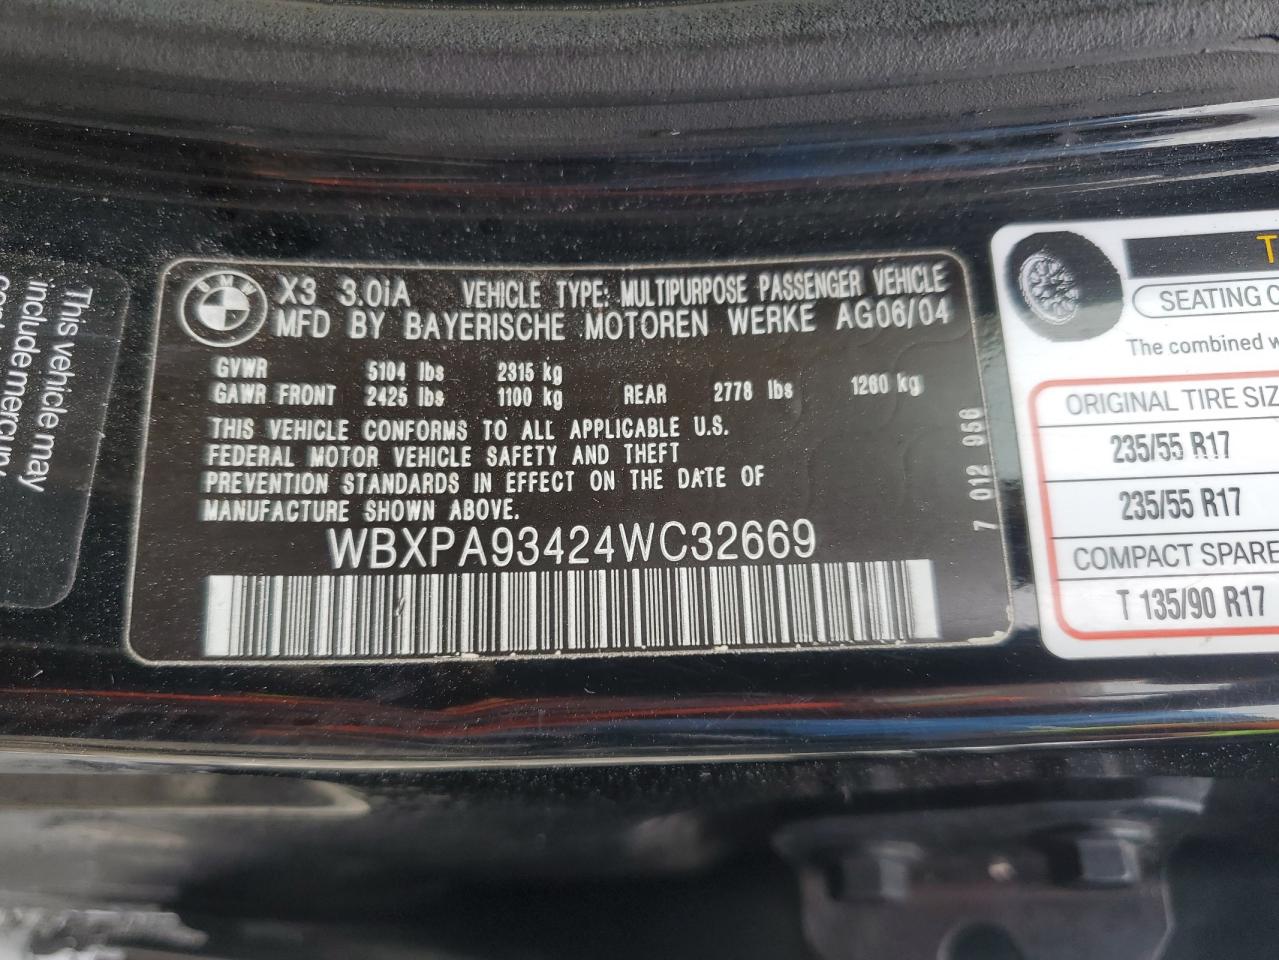 BMW
X3 3.0iA VEHICLE TYPE: MULTIPURPOSE PASSENGER VEHICLE
MFD BY BAYERISCHE MOTOREN WERKE AG06/04
GVWR 5104 lbs 2315 kg
GAWR FRONT 2425 lbs 1100 kg REAR 2778 lbs 1260 kg
THIS VEHICLE CONFORMS TO ALL APPLICABLE U.S.
FEDERAL MOTOR VEHICLE SAFETY AND THEFT
PREVENTION STANDARDS IN EFFECT ON THE DATE OF
MANUFACTURE SHOWN ABOVE.
WBXPA93424WC32669
7 012 956
This vehicle may
include mercury
T
SEATING C
The combined w
ORIGINAL TIRE SIZ
235/55 R17
235/55 R17
COMPACT SPARE
T 135/90 R17